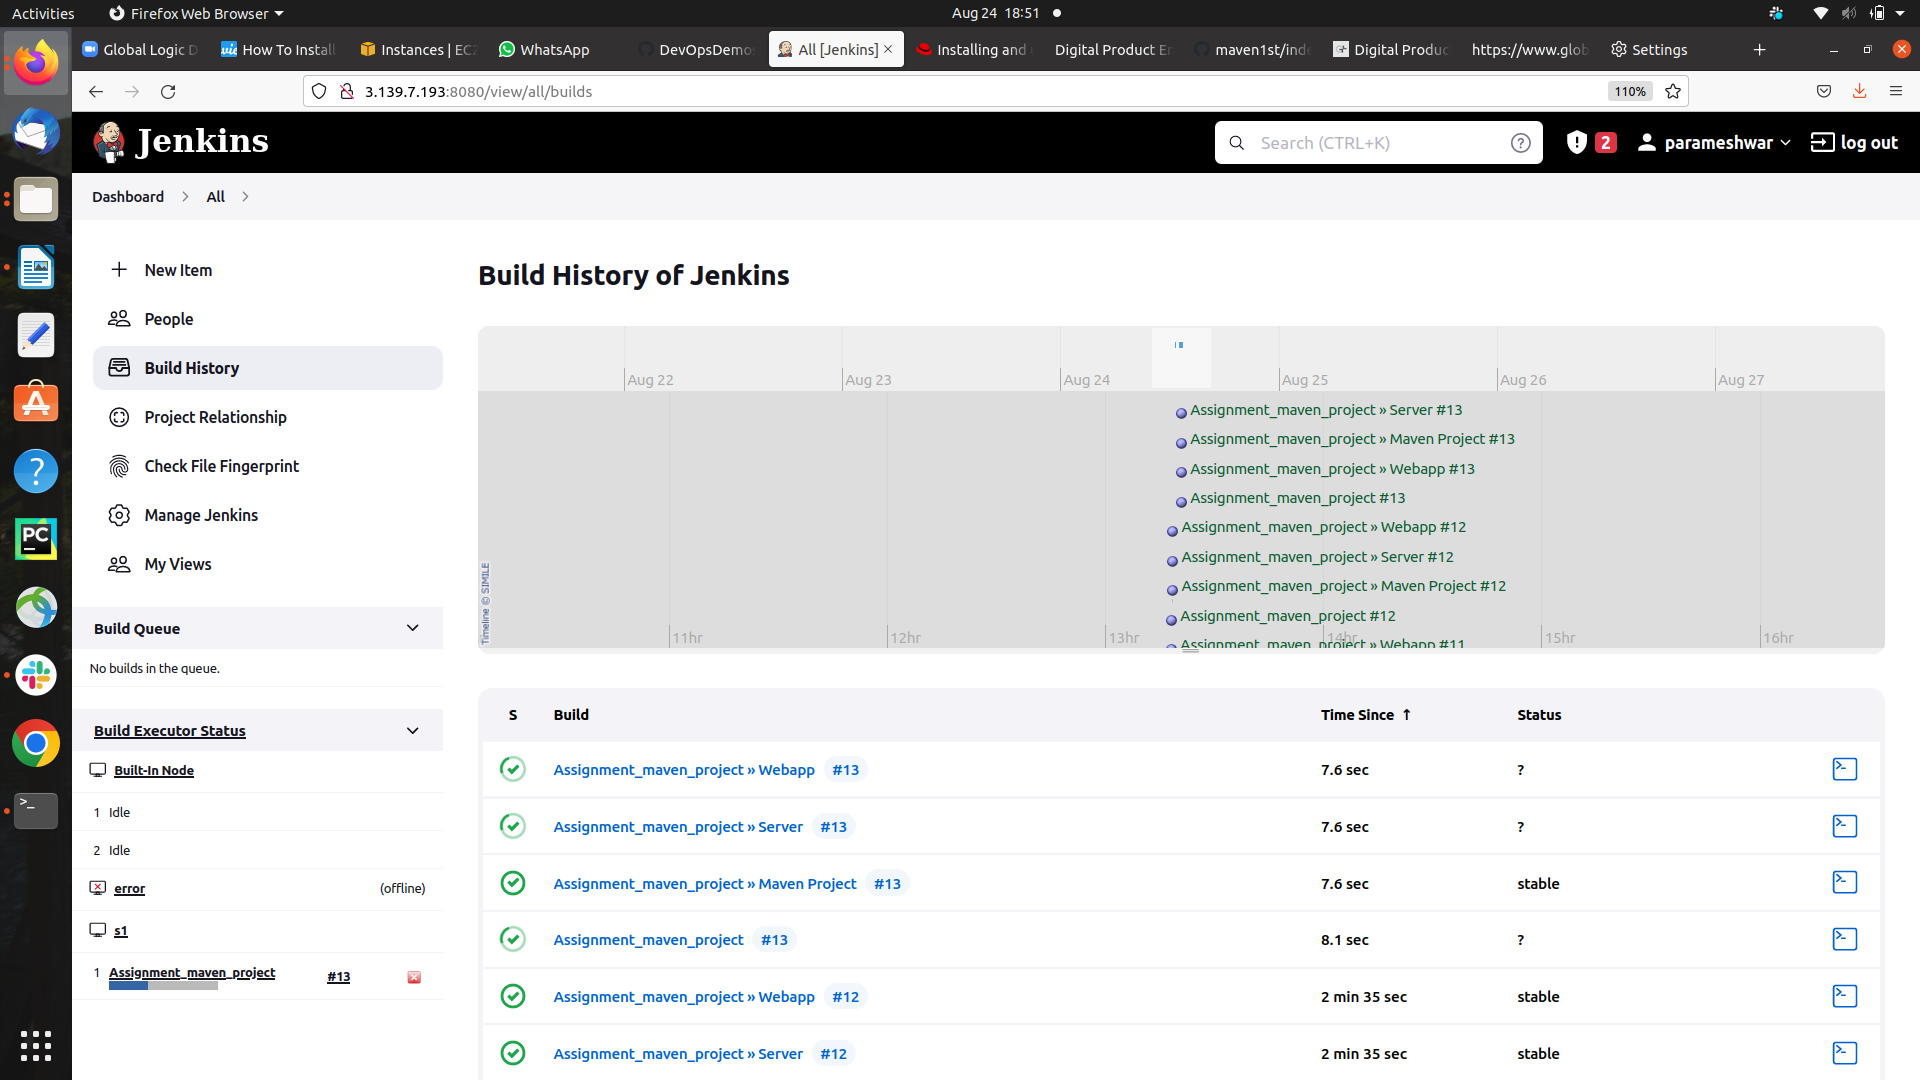 Activities
Firefox Web Browser
Aug 24 18:51
Global Logic D
How To Install
Instances | EC2
WhatsApp
DevOpsDemo
All [Jenkins]
Installing and
Digital Product En
maven1st/inde
Digital Produc
https://www.glob
Settings
3.139.7.193:8080/view/all/builds
110%
Jenkins
Search (CTRL+K)
2
parameshwar
log out
Dashboard
All
New Item
People
Build History
Project Relationship
Check File Fingerprint
Manage Jenkins
My Views
Build Queue
No builds in the queue.
Build Executor Status
Built-In Node
1 Idle
2 Idle
error
(offline)
s1
1 Assignment_maven_project #13
Build History of Jenkins
Aug 22
Aug 23
Aug 24
Aug 25
Aug 26
Aug 27
Assignment_maven_project » Server #13
Assignment_maven_project » Maven Project #13
Assignment_maven_project » Webapp #13
Assignment_maven_project #13
Assignment_maven_project » Webapp #12
Assignment_maven_project » Server #12
Assignment_maven_project » Maven Project #12
Assignment_maven_project #12
Assignment_maven_project » Webapp #11
11hr
12hr
13hr
14hr
15hr
16hr
Timeline © SIMILE
S Build Time Since ↑ Status
Assignment_maven_project » Webapp #13 7.6 sec ?
Assignment_maven_project » Server #13 7.6 sec ?
Assignment_maven_project » Maven Project #13 7.6 sec stable
Assignment_maven_project #13 8.1 sec ?
Assignment_maven_project » Webapp #12 2 min 35 sec stable
Assignment_maven_project » Server #12 2 min 35 sec stable
PC